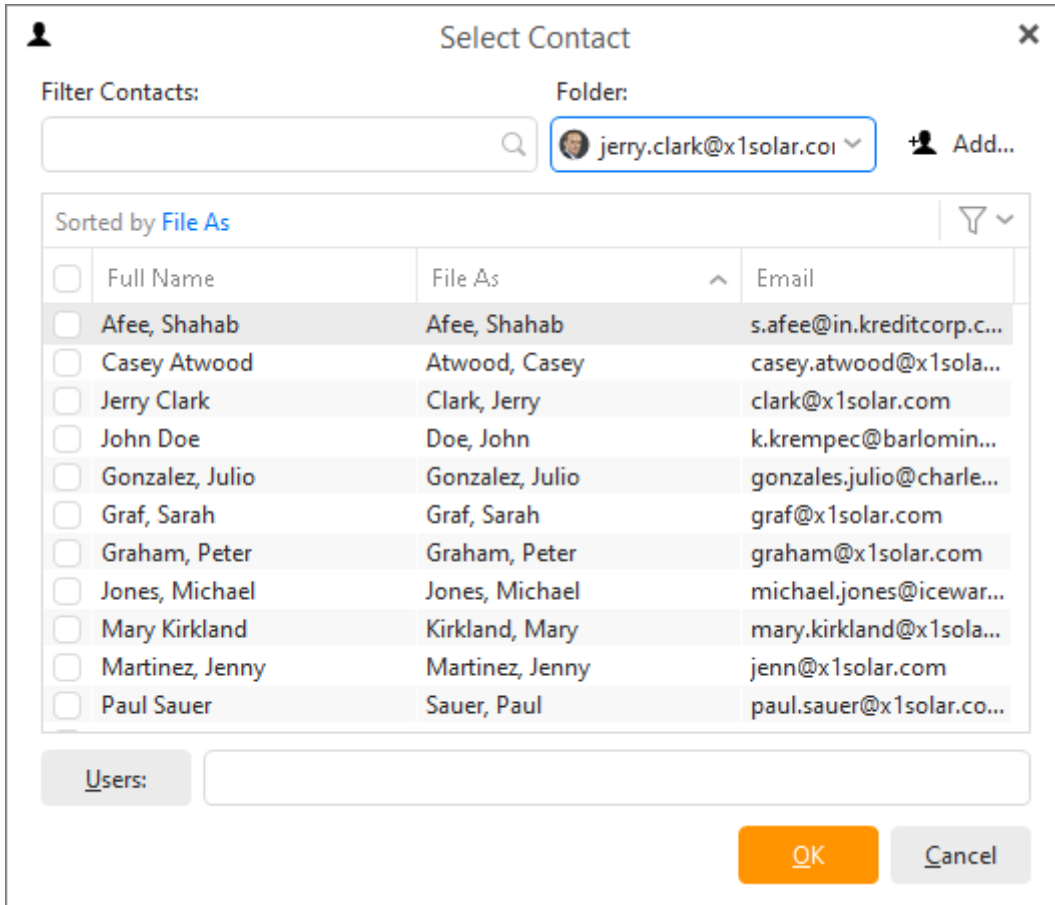 Select Contact
Filter Contacts: Folder:
jerry.clark@x1solar.co Add...
Sorted by File As
Full Name File As Email
Afee, Shahab Afee, Shahab s.afee@in.kreditcorp.c...
Casey Atwood Atwood, Casey casey.atwood@x1sola...
Jerry Clark Clark, Jerry clark@x1solar.com
John Doe Doe, John k.krempec@barlomin...
Gonzalez, Julio Gonzalez, Julio gonzales.julio@charle...
Graf, Sarah Graf, Sarah graf@x1solar.com
Graham, Peter Graham, Peter graham@x1solar.com
Jones, Michael Jones, Michael michael.jones@icewar...
Mary Kirkland Kirkland, Mary mary.kirkland@x1sola...
Martinez, Jenny Martinez, Jenny jenn@x1solar.com
Paul Sauer Sauer, Paul paul.sauer@x1solar.co...
Users:
OK Cancel